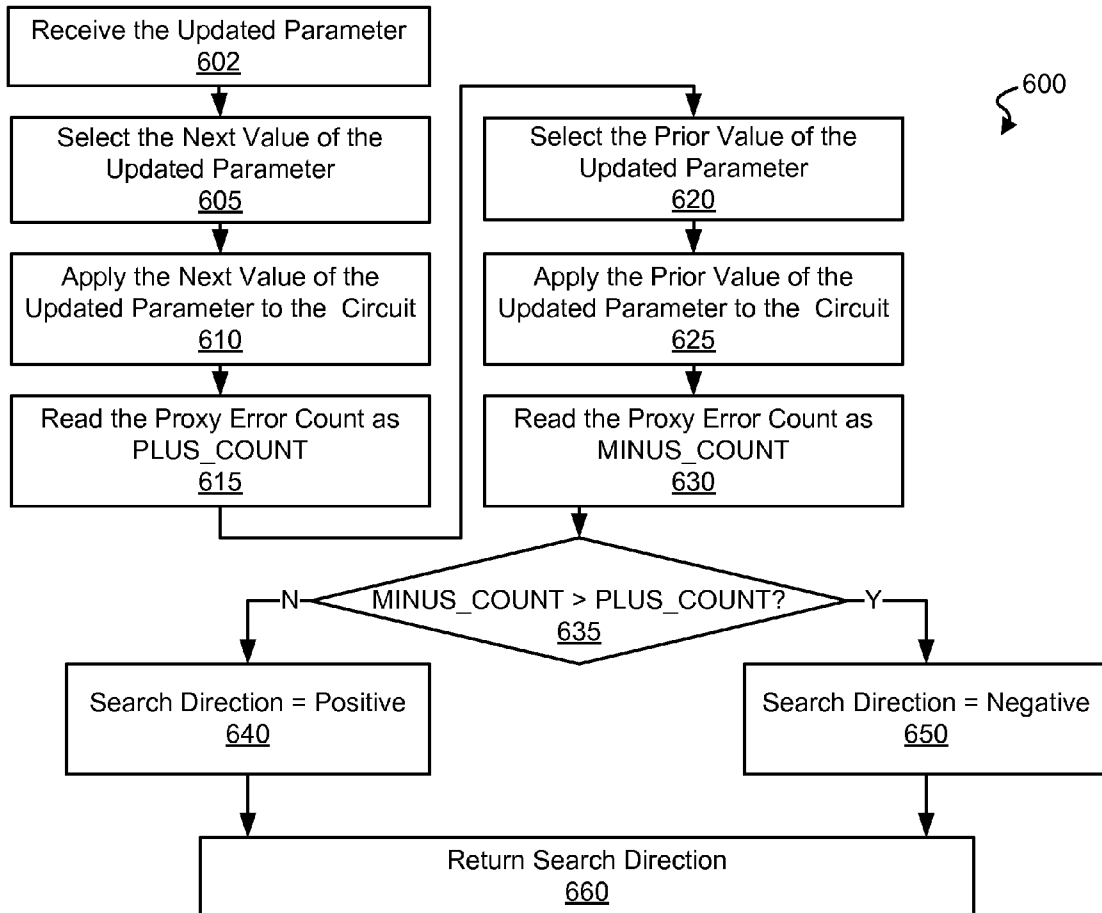 Receive the Updated Parameter
602
600
Select the Next Value of the
Updated Parameter
605
Apply the Next Value of the
Updated Parameter to the Circuit
610
Read the Proxy Error Count as
PLUS_COUNT
615
Select the Prior Value of the
Updated Parameter
620
Apply the Prior Value of the
Updated Parameter to the Circuit
625
Read the Proxy Error Count as
MINUS_COUNT
630
N
MINUS_COUNT > PLUS_COUNT?
635
Y
Search Direction = Positive
640
Search Direction = Negative
650
Return Search Direction
660